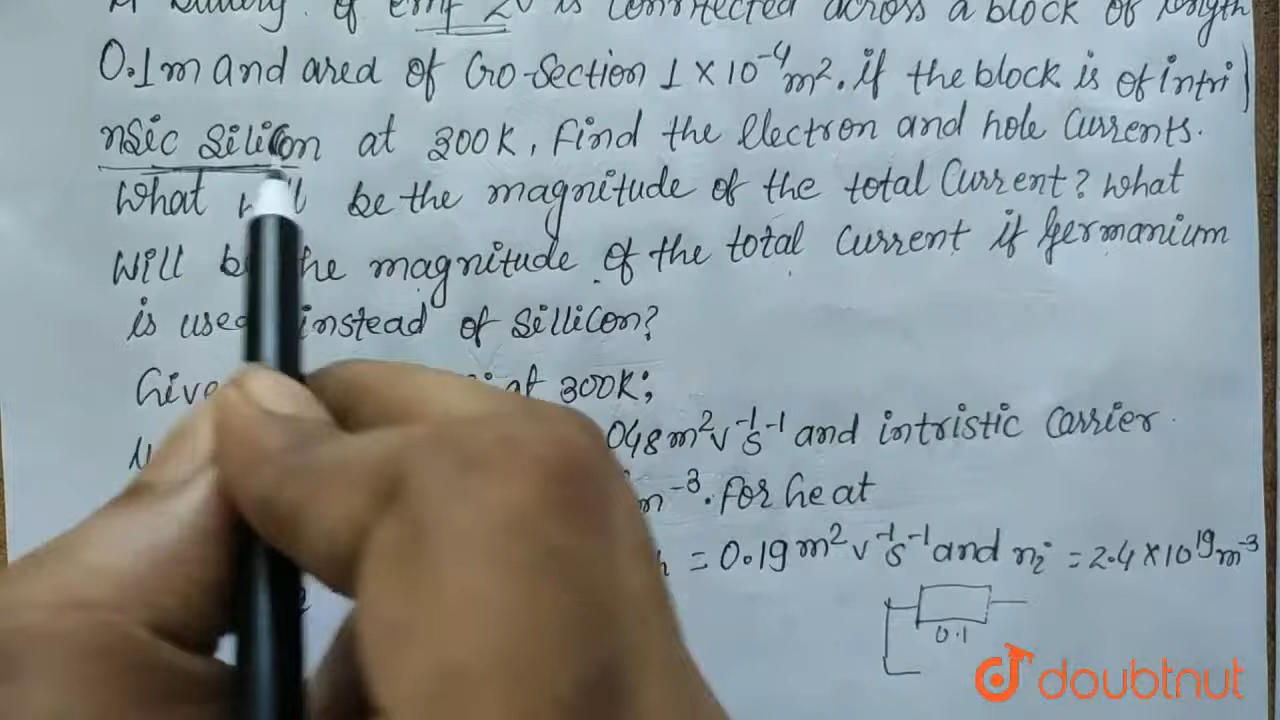 A battery of emf 2V is connected across a block of length
0.1m and area of Cro-Section 1 × 10⁻⁴m². if the block is of intri
nsic silicon at 300K, Find the electron and hole Currents.
What be the magnitude of the total Current? what
will the magnitude of the total current if germanium
is used instead of sillicon?
at 300K;
048m²v⁻¹s⁻¹ and intristic Carrier
m⁻³. For Ge at
= 0.19m²v⁻¹s⁻¹ and nᵢ = 2.4×10¹⁹m⁻³
0.1
doubtnut